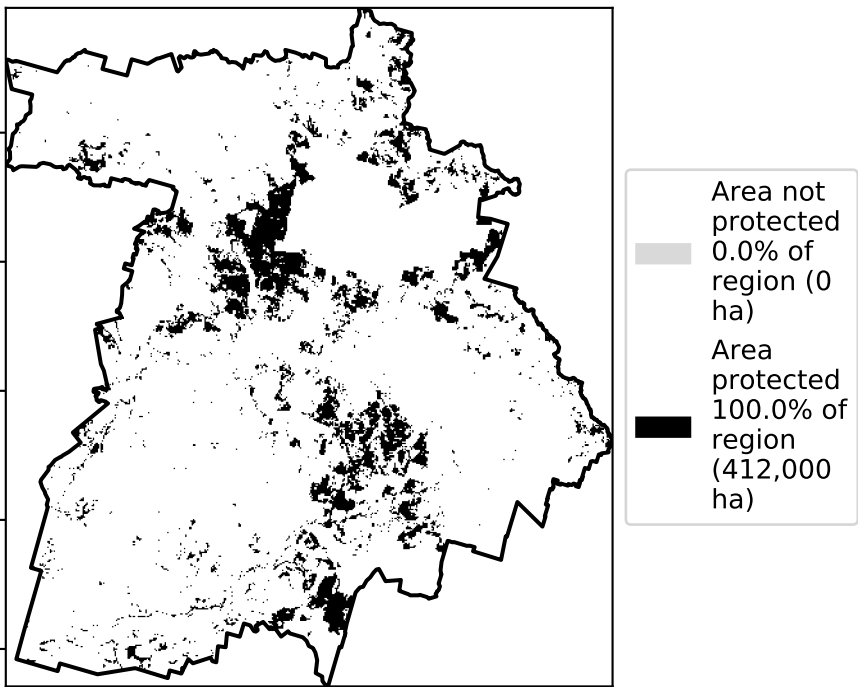 Area not
protected
0.0% of
region (0
ha)
Area
protected
100.0% of
region
(412,000
ha)